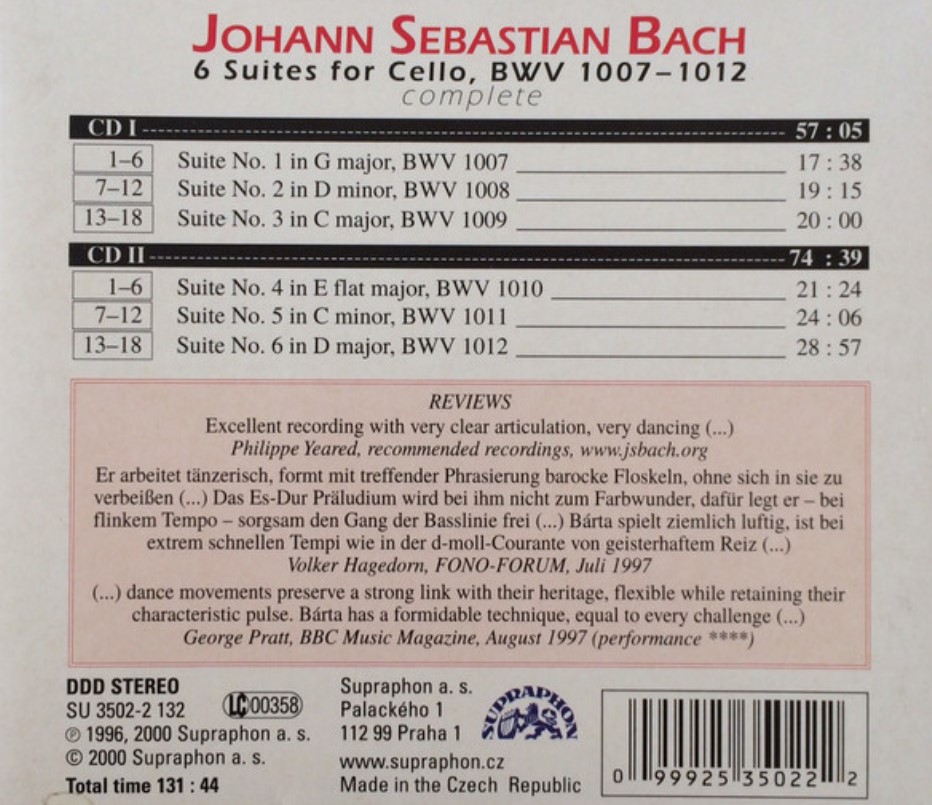 JOHANN SEBASTIAN BACH
6 Suites for Cello, BWV 1007–1012
complete
CD I 57 : 05
1–6 Suite No. 1 in G major, BWV 1007 17 : 38
7–12 Suite No. 2 in D minor, BWV 1008 19 : 15
13–18 Suite No. 3 in C major, BWV 1009 20 : 00
CD II 74 : 39
1–6 Suite No. 4 in E flat major, BWV 1010 21 : 24
7–12 Suite No. 5 in C minor, BWV 1011 24 : 06
13–18 Suite No. 6 in D major, BWV 1012 28 : 57
REVIEWS
Excellent recording with very clear articulation, very dancing (...)
Philippe Yeared, recommended recordings, www.jsbach.org
Er arbeitet tänzerisch, formt mit treffender Phrasierung barocke Floskeln, ohne sich in sie zu
verbeißen (...) Das Es-Dur Präludium wird bei ihm nicht zum Farbwunder, dafür legt er – bei
flinkem Tempo – sorgsam den Gang der Basslinie frei (...) Bárta spielt ziemlich luftig, ist bei
extrem schnellen Tempi wie in der d-moll-Courante von geisterhaftem Reiz (...)
Volker Hagedorn, FONO-FORUM, Juli 1997
(...) dance movements preserve a strong link with their heritage, flexible while retaining their
characteristic pulse. Bárta has a formidable technique, equal to every challenge (...)
George Pratt, BBC Music Magazine, August 1997 (performance ****)
DDD STEREO
SU 3502-2 132
℗ 1996, 2000 Supraphon a. s.
© 2000 Supraphon a. s.
Total time 131 : 44
LC 00358
Supraphon a. s.
Palackého 1
112 99 Praha 1
www.supraphon.cz
Made in the Czech Republic
SUPRAPHON
0 99925 35022 2